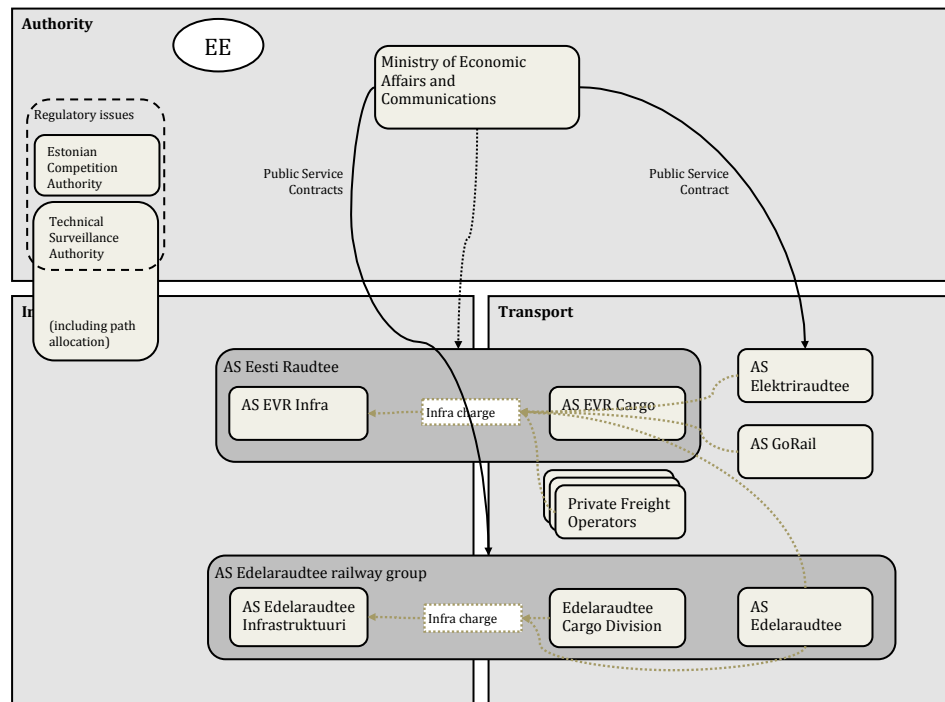 Authority
EE
Ministry of Economic
Affairs and
Communications
Regulatory issues
Estonian
Competition
Authority
Technical
Surveillance
Authority
(including path
allocation)
Public Service
Contracts
Public Service
Contract
Transport
AS Eesti Raudtee
AS EVR Infra
Infra charge
AS EVR Cargo
AS
Elektriraudtee
AS GoRail
Private Freight
Operators
AS Edelaraudtee railway group
AS Edelaraudtee
Infrastruktuuri
Infra charge
Edelaraudtee
Cargo Division
AS
Edelaraudtee